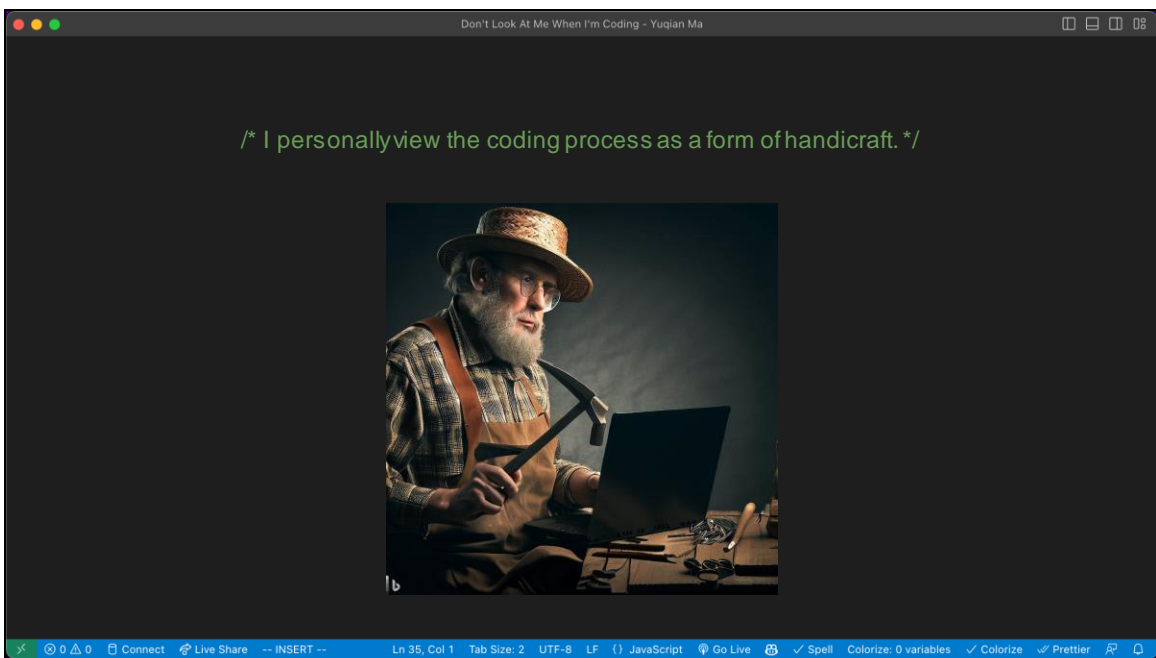 Don't Look At Me When I'm Coding - Yuqian Ma
/* I personally view the coding process as a form of handicraft. */
b
0 0 Connect Live Share -- INSERT -- Ln 35, Col 1 Tab Size: 2 UTF-8 LF {} JavaScript Go Live Spell Colorize: 0 variables Colorize Prettier